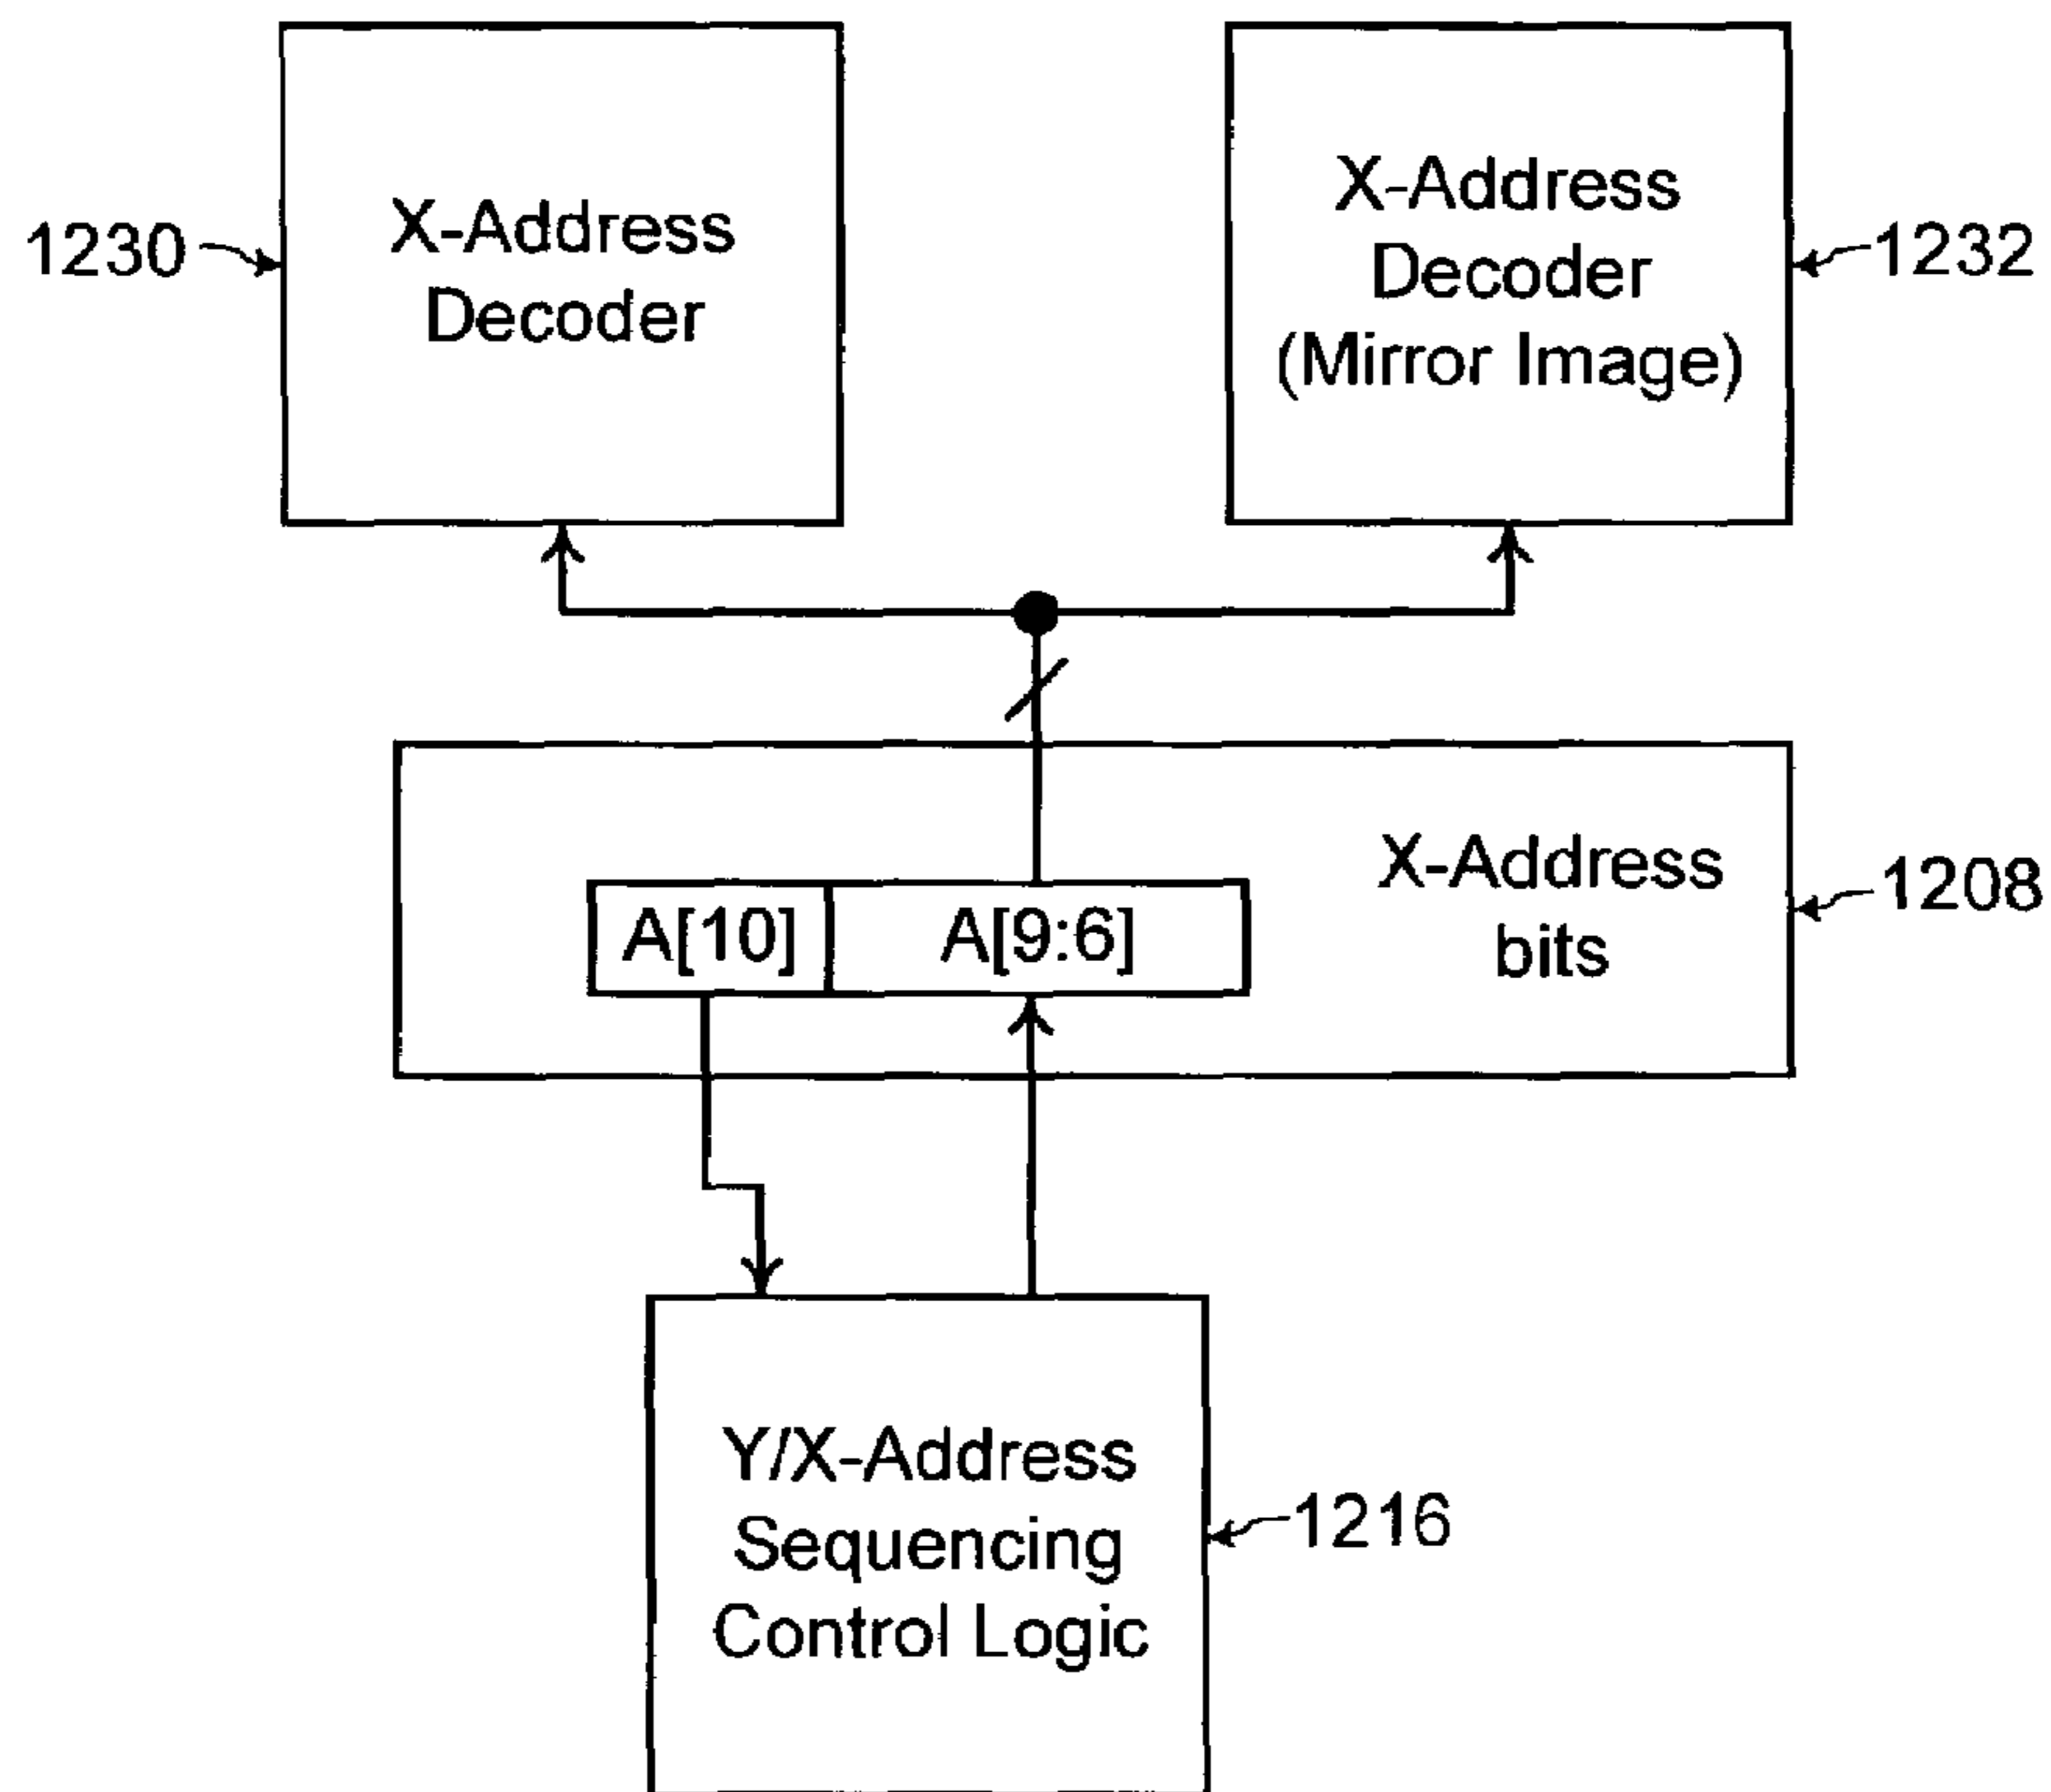 1230
X-Address
Decoder
X-Address
Decoder
(Mirror Image)
1232
A[10]
A[9:6]
X-Address
bits
1208
Y/X-Address
Sequencing
Control Logic
1216